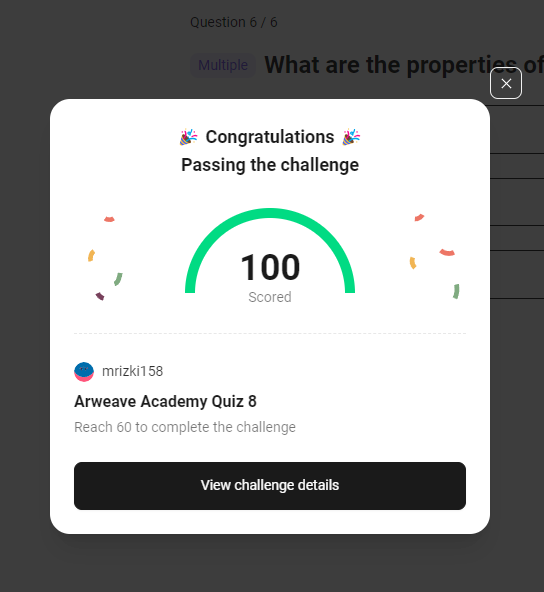 Question 6 / 6
Multiple What are the properties of
Congratulations
Passing the challenge
100
Scored
mrizki158
Arweave Academy Quiz 8
Reach 60 to complete the challenge
View challenge details